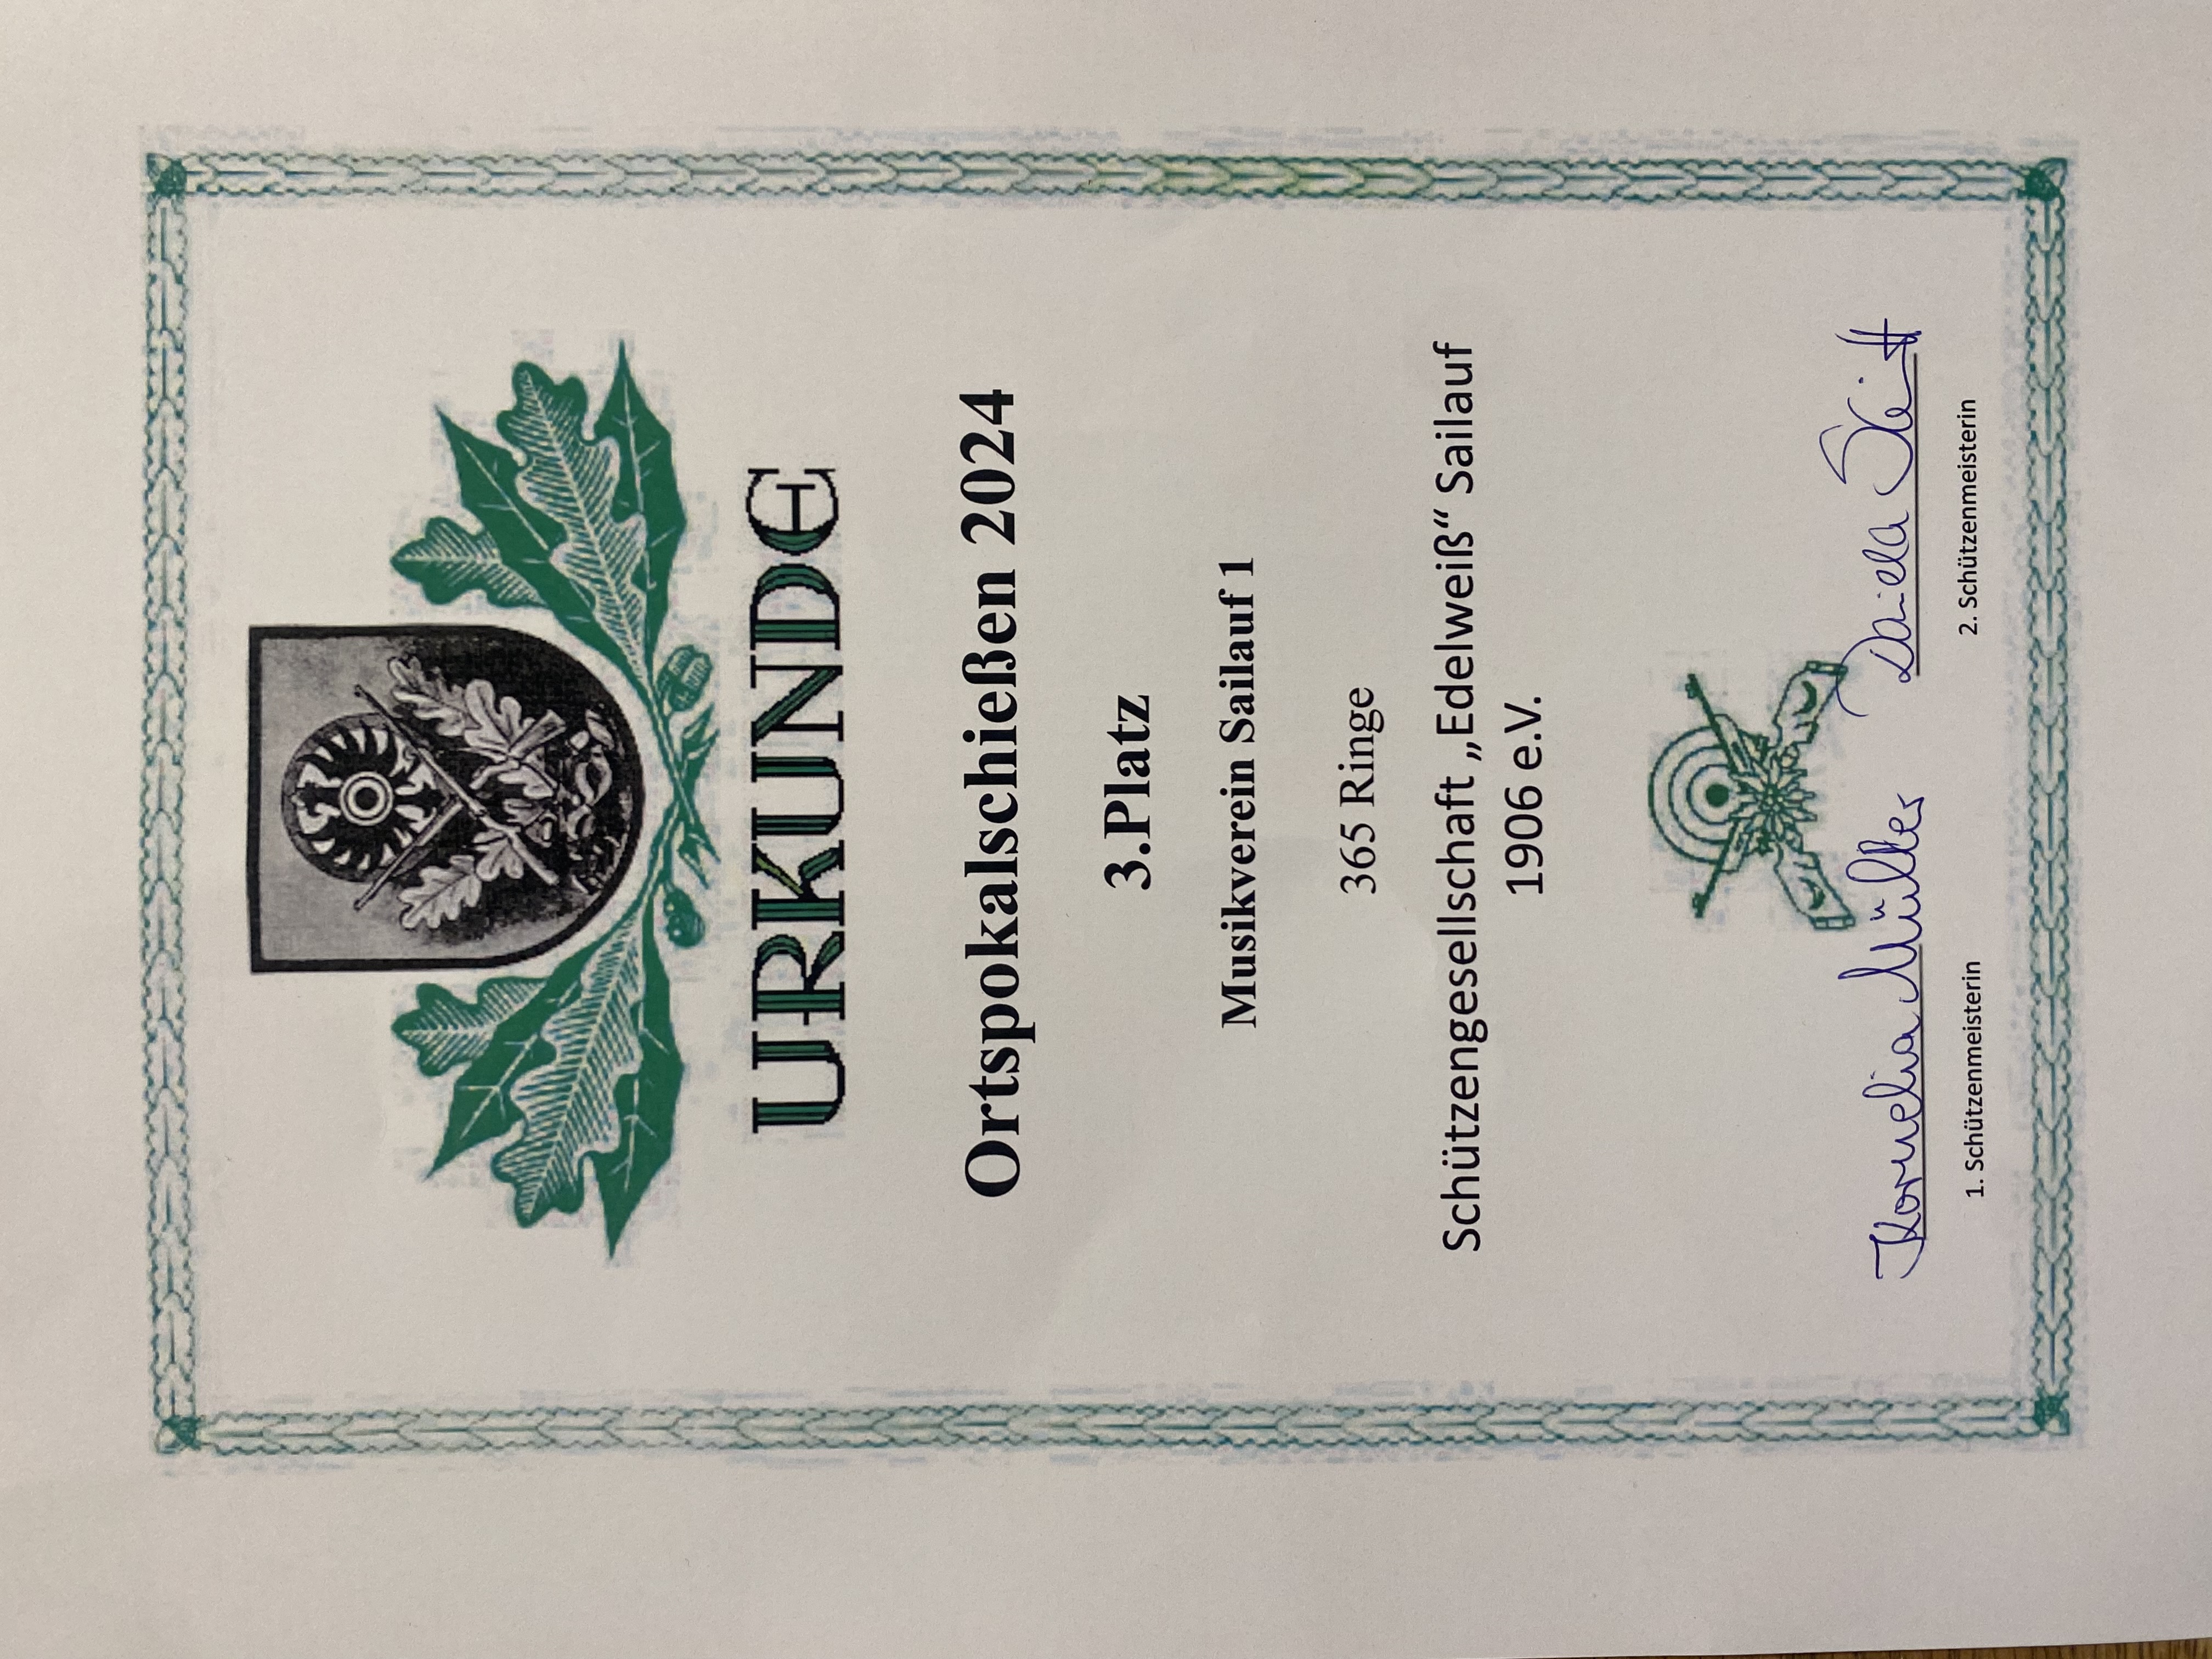 URKUNDE
Ortspokalschießen 2024
3.Platz
Musikverein Sailauf 1
365 Ringe
Schützengesellschaft „Edelweiß“ Sailauf
1906 e.V.
Kornelia Müller Daniela
1. Schützenmeisterin 2. Schützenmeisterin